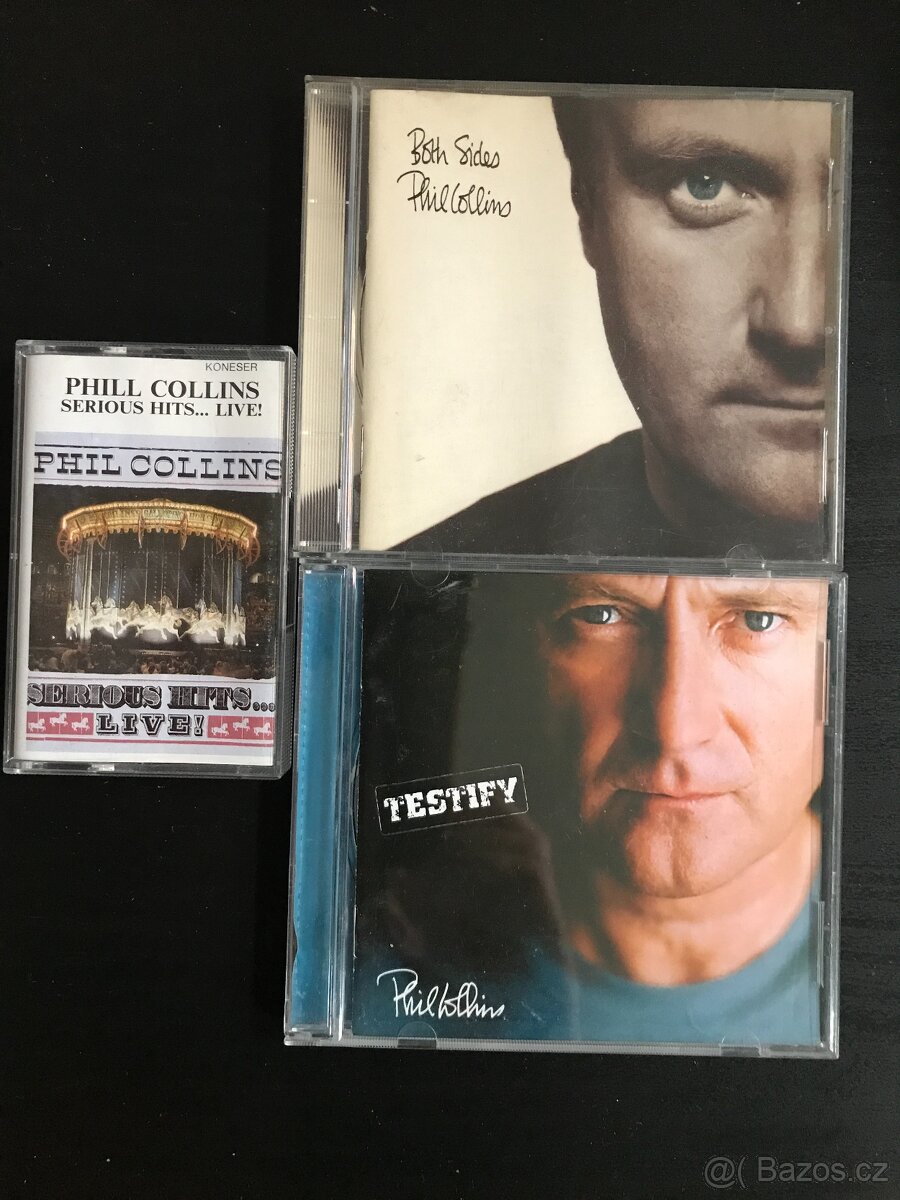 KONESER
PHILL COLLINS
SERIOUS HITS... LIVE!
PHIL COLLINS
SERIOUS HITS...
LIVE!
Both Sides
Phil Collins
TESTIFY
Phil Collins
@( Bazos.cz